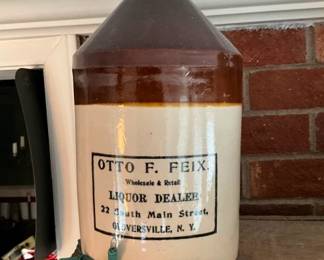 OTTO F. FEIX,
Wholesale & Retail
LIQUOR DEALER
22 South Main Street,
GLOVERSVILLE, N. Y.